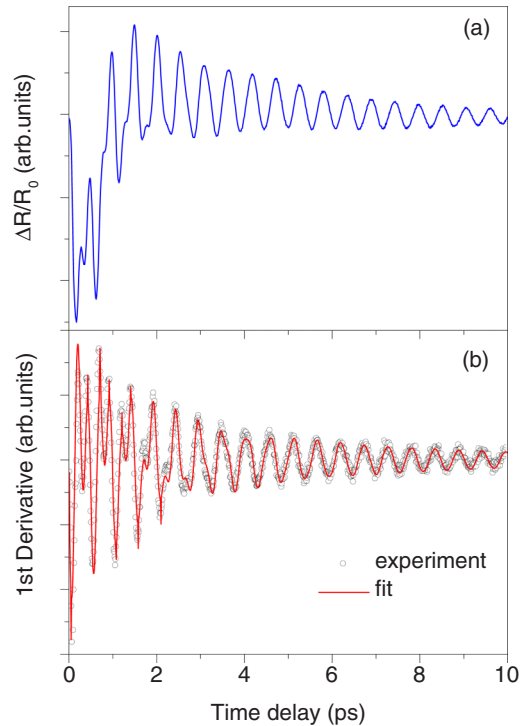 (a)
ΔR/R0 (arb.units)
(b)
1st Derivative (arb.units)
experiment
fit
0 2 4 6 8 10
Time delay (ps)